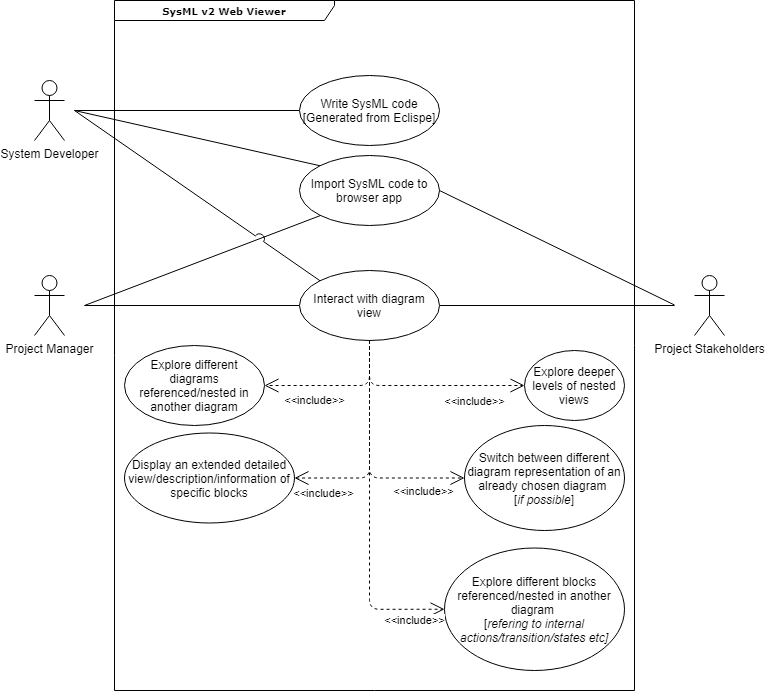 SysML v2 Web Viewer
Write SysML code
[Generated from Eclispe]
System Developer
Import SysML code to
browser app
Interact with diagram
view
Project Manager
Project Stakeholders
Explore different
diagrams
referenced/nested in
another diagram
Explore deeper
levels of nested
views
<<include>>
<<include>>
Display an extended detailed
view/description/information of
specific blocks
Switch between different
diagram representation of an
already chosen diagram
[if possible]
<<include>>
<<include>>
Explore different blocks
referenced/nested in another
diagram
[refering to internal
actions/transition/states etc]
<<include>>